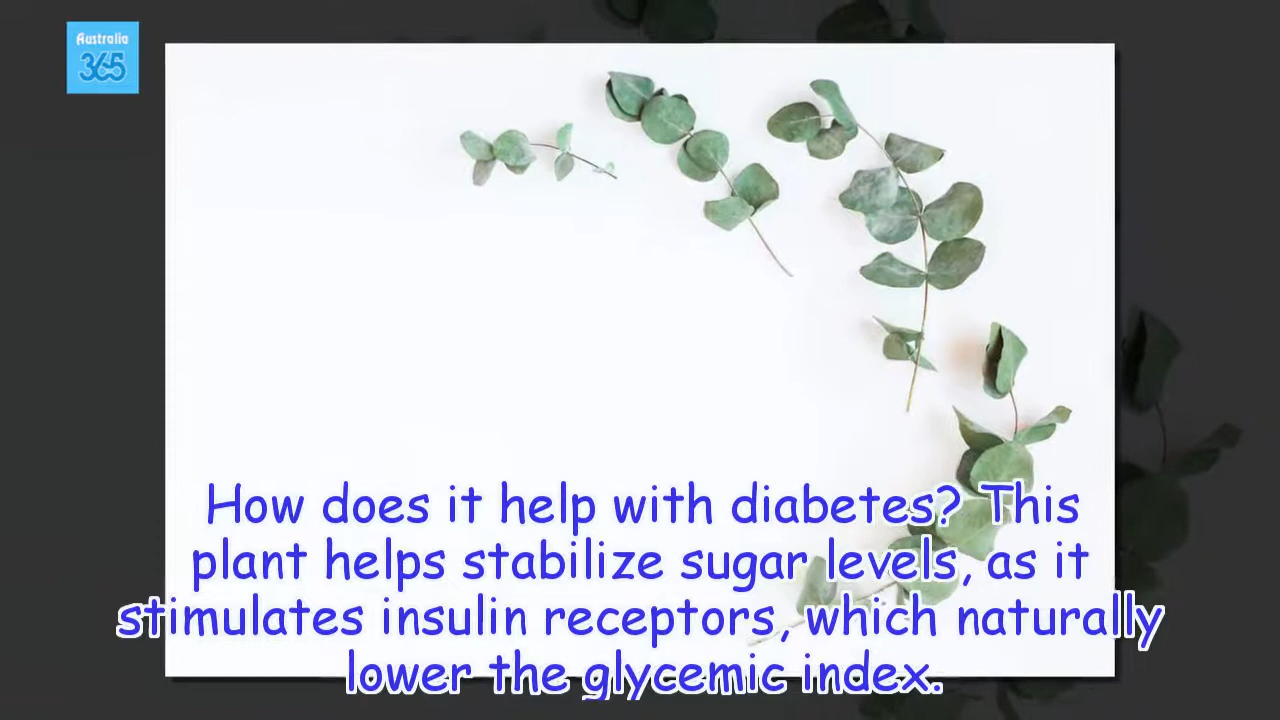 Australia
365
How does it help with diabetes? This
plant helps stabilize sugar levels, as it
stimulates insulin receptors, which naturally
lower the glycemic index.